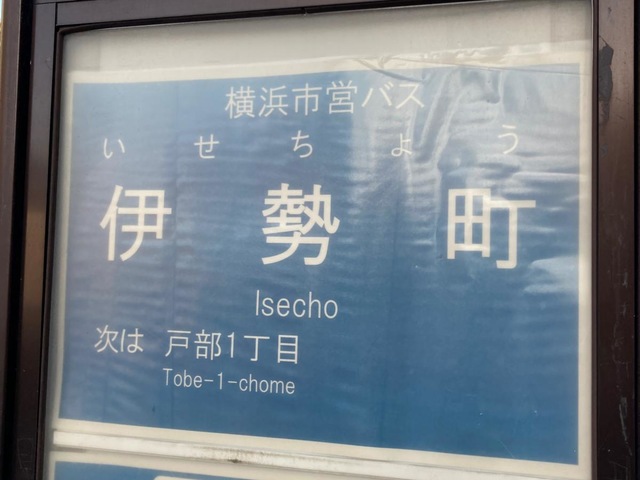 横浜市営バス
いせちょう
伊勢町
Isecho
次は 戸部1丁目
Tobe-1-chome